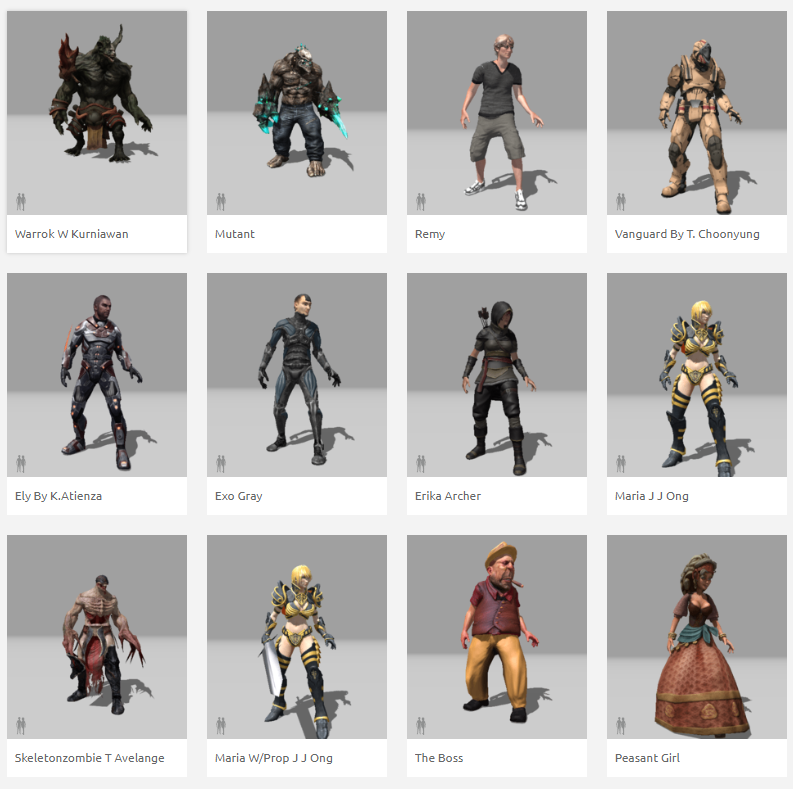 Warrok W Kurniawan
Mutant
Remy
Vanguard By T. Choonyung
Ely By K.Atienza
Exo Gray
Erika Archer
Maria J J Ong
Skeletonzombie T Avelange
Maria W/Prop J J Ong
The Boss
Peasant Girl